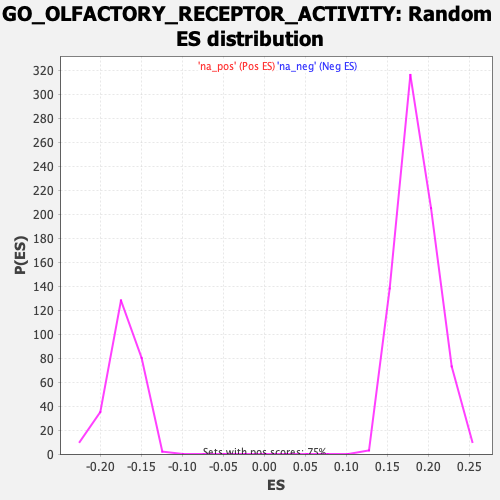 GO_OLFACTORY_RECEPTOR_ACTIVITY: Random
ES distribution
'na_pos' (Pos ES) 'na_neg' (Neg ES)
320
300
280
260
240
220
200
180
160
140
120
100
80
60
40
20
0
P(ES)
Sets with pos scores: 75%
-0.20 -0.15 -0.10 -0.05 0.00 0.05 0.10 0.15 0.20 0.25
ES